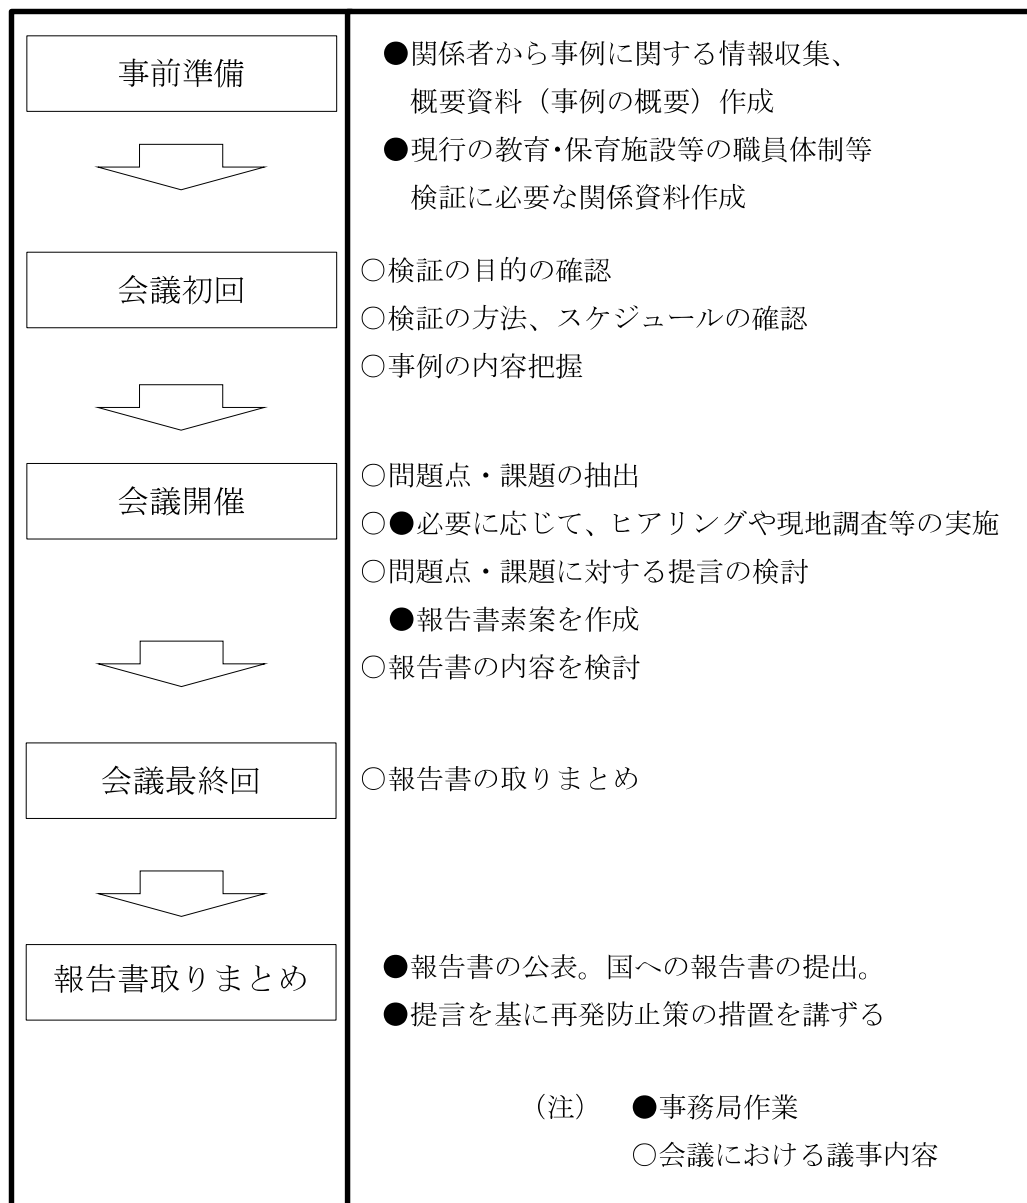 事前準備
●関係者から事例に関する情報収集、
概要資料（事例の概要）作成
●現行の教育・保育施設等の職員体制等
検証に必要な関係資料作成
会議初回
○検証の目的の確認
○検証の方法、スケジュールの確認
○事例の内容把握
会議開催
○問題点・課題の抽出
○●必要に応じて、ヒアリングや現地調査等の実施
○問題点・課題に対する提言の検討
●報告書素案を作成
○報告書の内容を検討
会議最終回
○報告書の取りまとめ
報告書取りまとめ
●報告書の公表。国への報告書の提出。
●提言を基に再発防止策の措置を講ずる
（注） ●事務局作業
○会議における議事内容